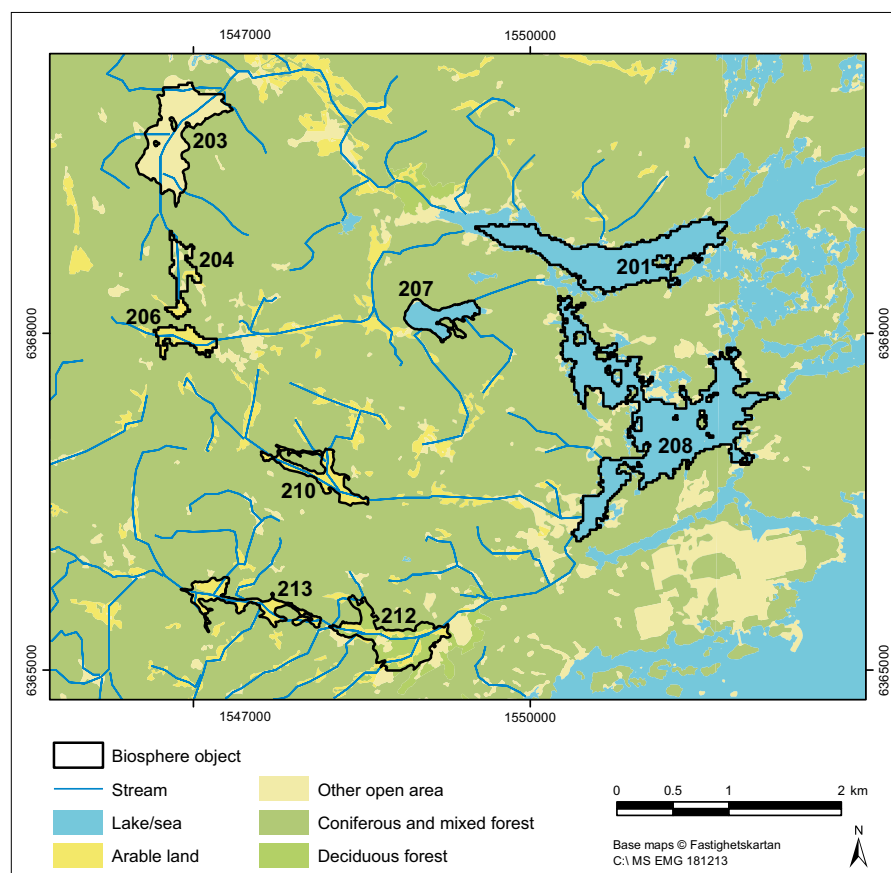 1547000
1550000
203
204
201
207
206
6368000
6368000
208
210
213
212
6365000
6365000
1547000
1550000
Biosphere object
Stream
Lake/sea
Arable land
Other open area
Coniferous and mixed forest
Deciduous forest
0 0.5 1 2 km
Base maps © Fastighetskartan
C:\ MS EMG 181213
N